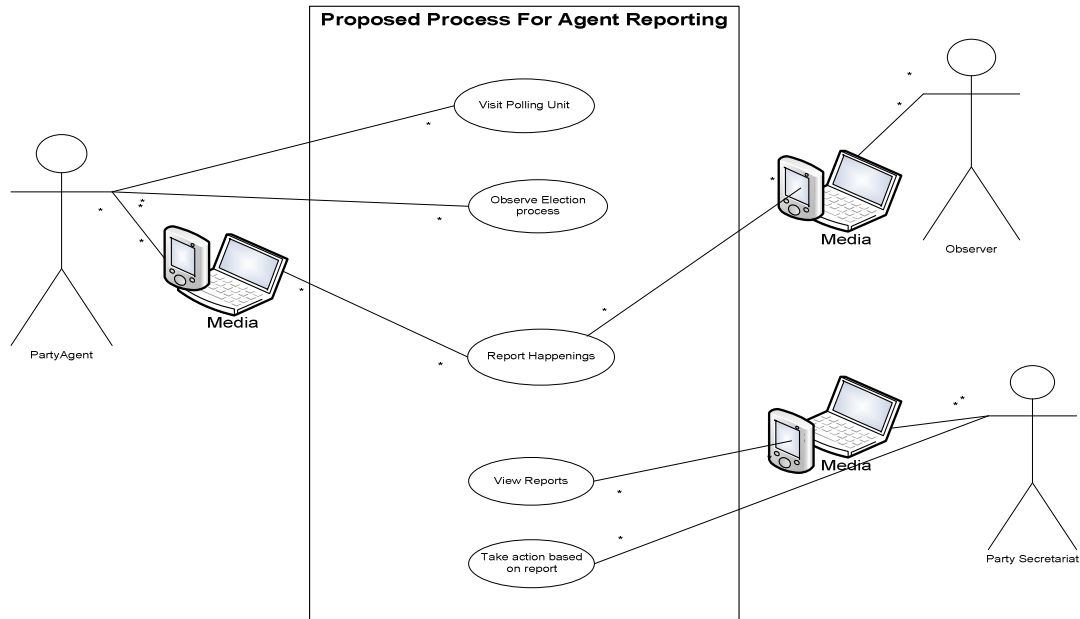 Proposed Process For Agent Reporting
Visit Polling Unit
*
Observe Election
process
*
*
*
*
*
PartyAgent
Media
*
Report Happenings
*
*
*
*
*
Media
Observer
View Reports
*
*
*
*
Media
Take action based
on report
*
Party Secretariat